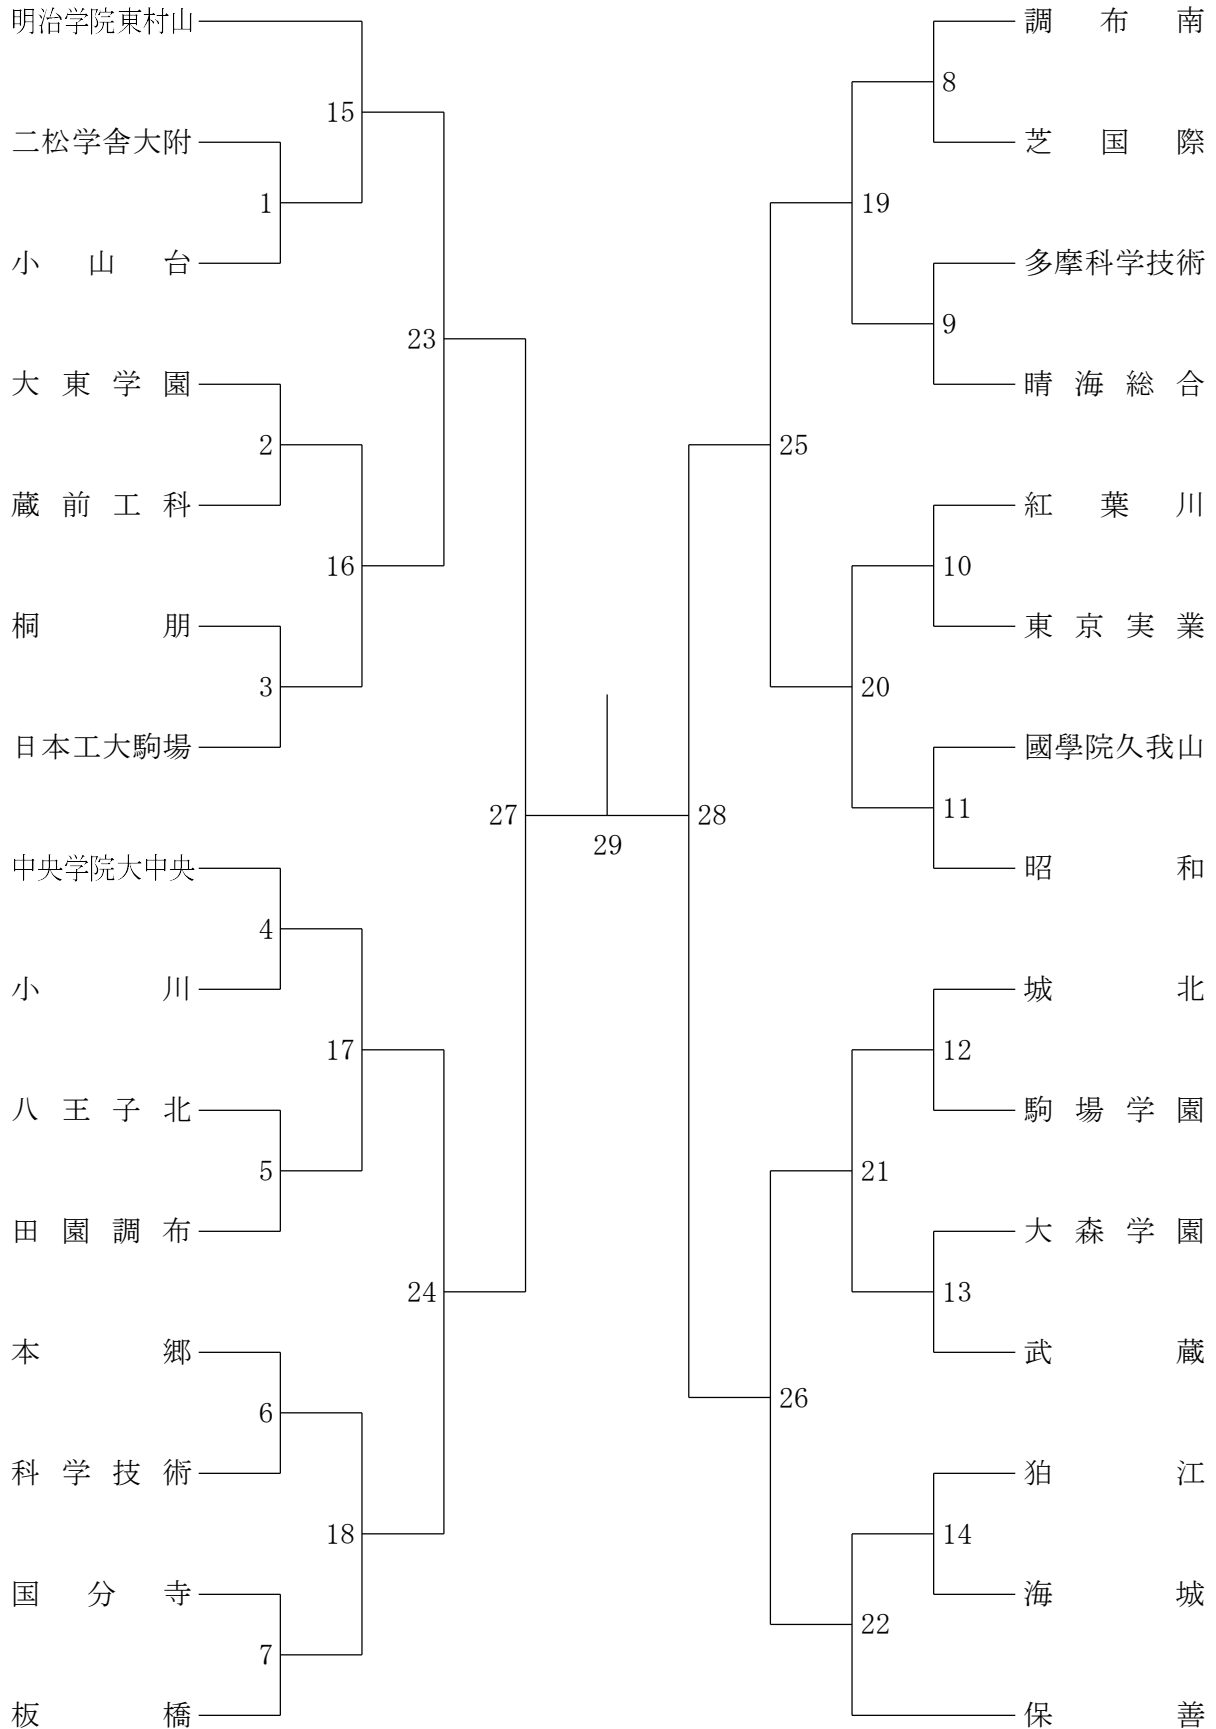 明治学院東村山
二松学舎大附
小山台
大東学園
蔵前工科
桐朋
日本工大駒場
中央学院大中央
小川
八王子北
田園調布
本郷
科学技術
国分寺
板橋
1
2
3
4
5
6
7
15
16
17
18
23
24
27
29
28
25
26
19
20
21
22
8
9
10
11
12
13
14
調布南
芝国際
多摩科学技術
晴海総合
紅葉川
東京実業
國學院久我山
昭和
城北
駒場学園
大森学園
武蔵
狛江
海城
保善